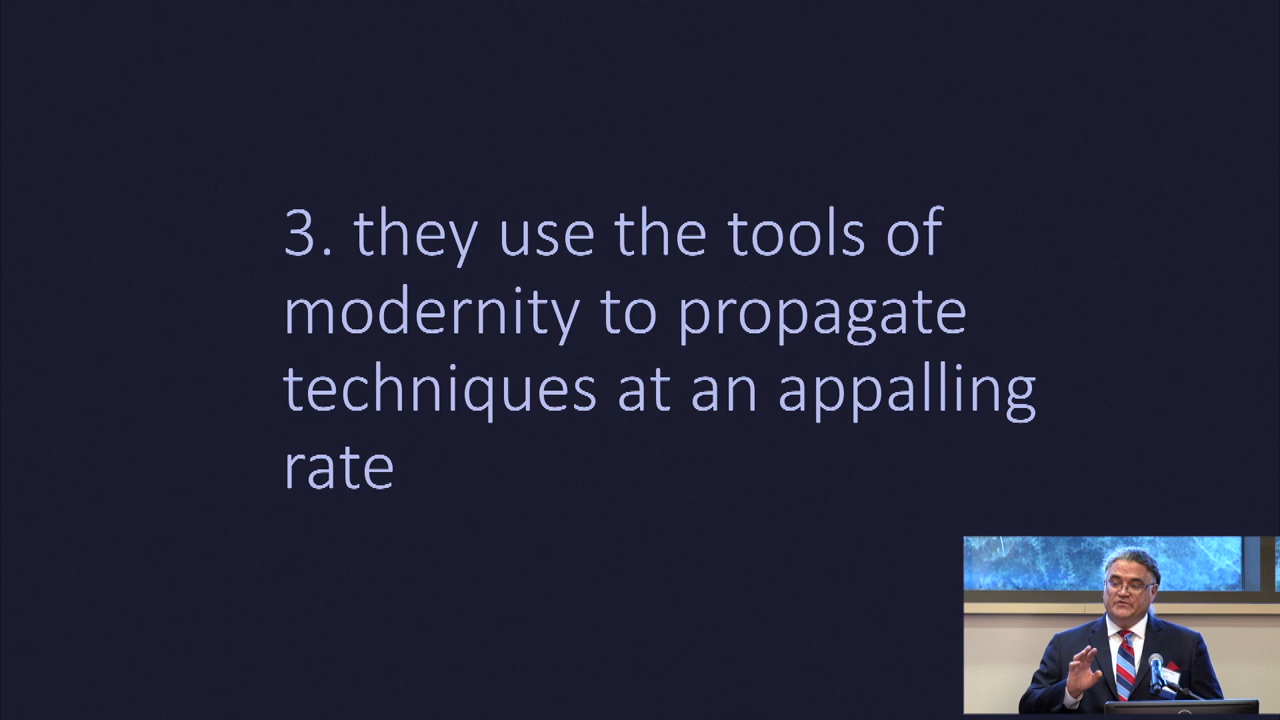 3. they use the tools of
modernity to propagate
techniques at an appalling
rate